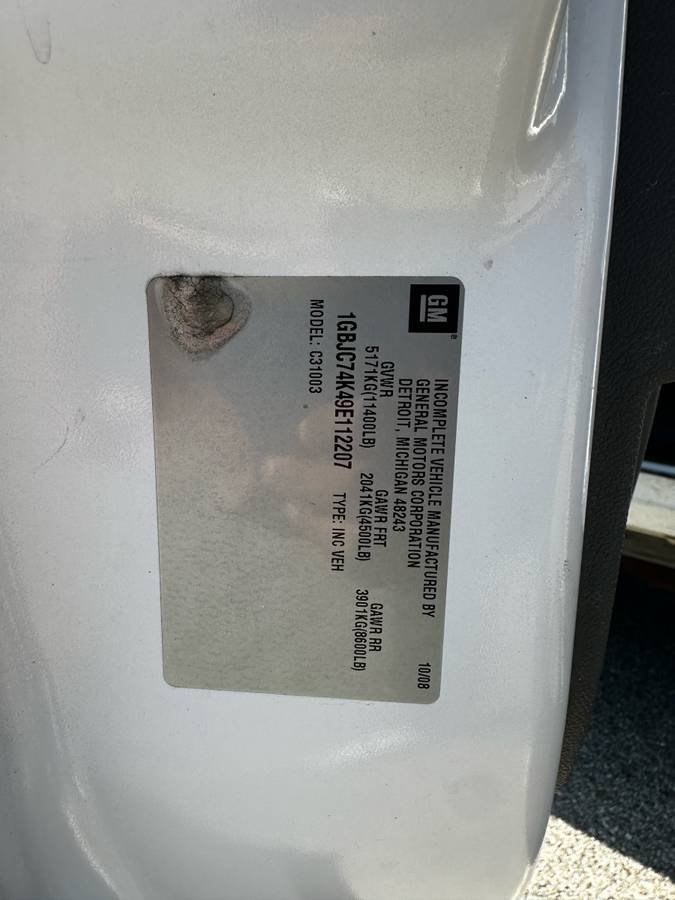 GM
INCOMPLETE VEHICLE MANUFACTURED BY
GENERAL MOTORS CORPORATION 10/08
DETROIT, MICHIGAN 48243
GVWR GAWR FRT GAWR RR
5171KG(11400LB) 2041KG(4500LB) 3901KG(8600LB)
1GBJC74K49E112207 TYPE: INC VEH
MODEL: C31003